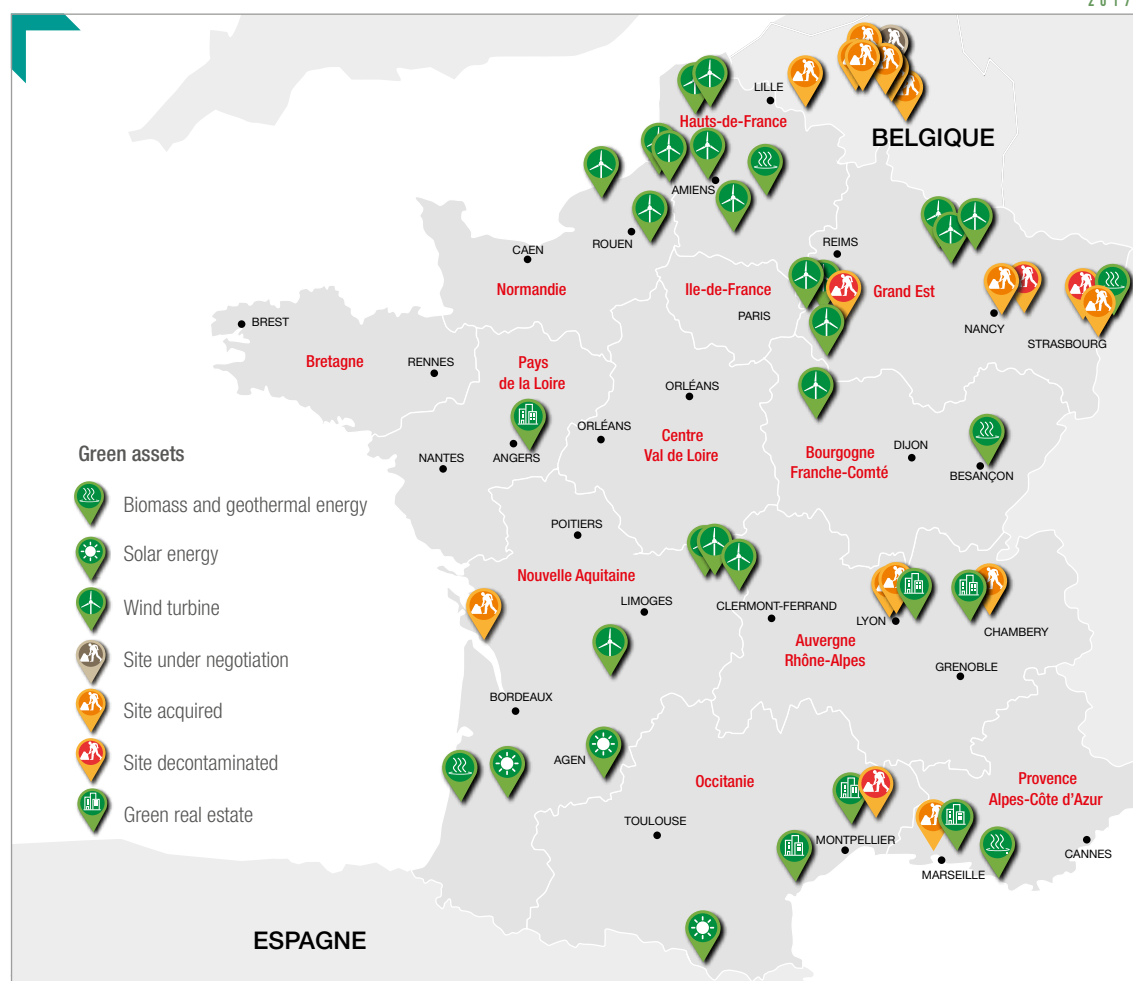 2017
LILLE
Hauts-de-France
BELGIQUE
AMIENS
ROUEN
REIMS
CAEN
Normandie
Ile-de-France
Grand Est
PARIS
NANCY
STRASBOURG
BREST
Bretagne
RENNES
Pays
de la Loire
ORLÉANS
ORLÉANS
Centre
Val de Loire
Bourgogne
Franche-Comté
DIJON
BESANÇON
NANTES
ANGERS
Green assets
Biomass and geothermal energy
Solar energy
Wind turbine
Site under negotiation
Site acquired
Site decontaminated
Green real estate
POITIERS
Nouvelle Aquitaine
LIMOGES
CLERMONT-FERRAND
LYON
CHAMBERY
Auvergne
Rhône-Alpes
GRENOBLE
BORDEAUX
AGEN
Occitanie
Provence
Alpes-Côte d'Azur
TOULOUSE
MONTPELLIER
MARSEILLE
CANNES
ESPAGNE